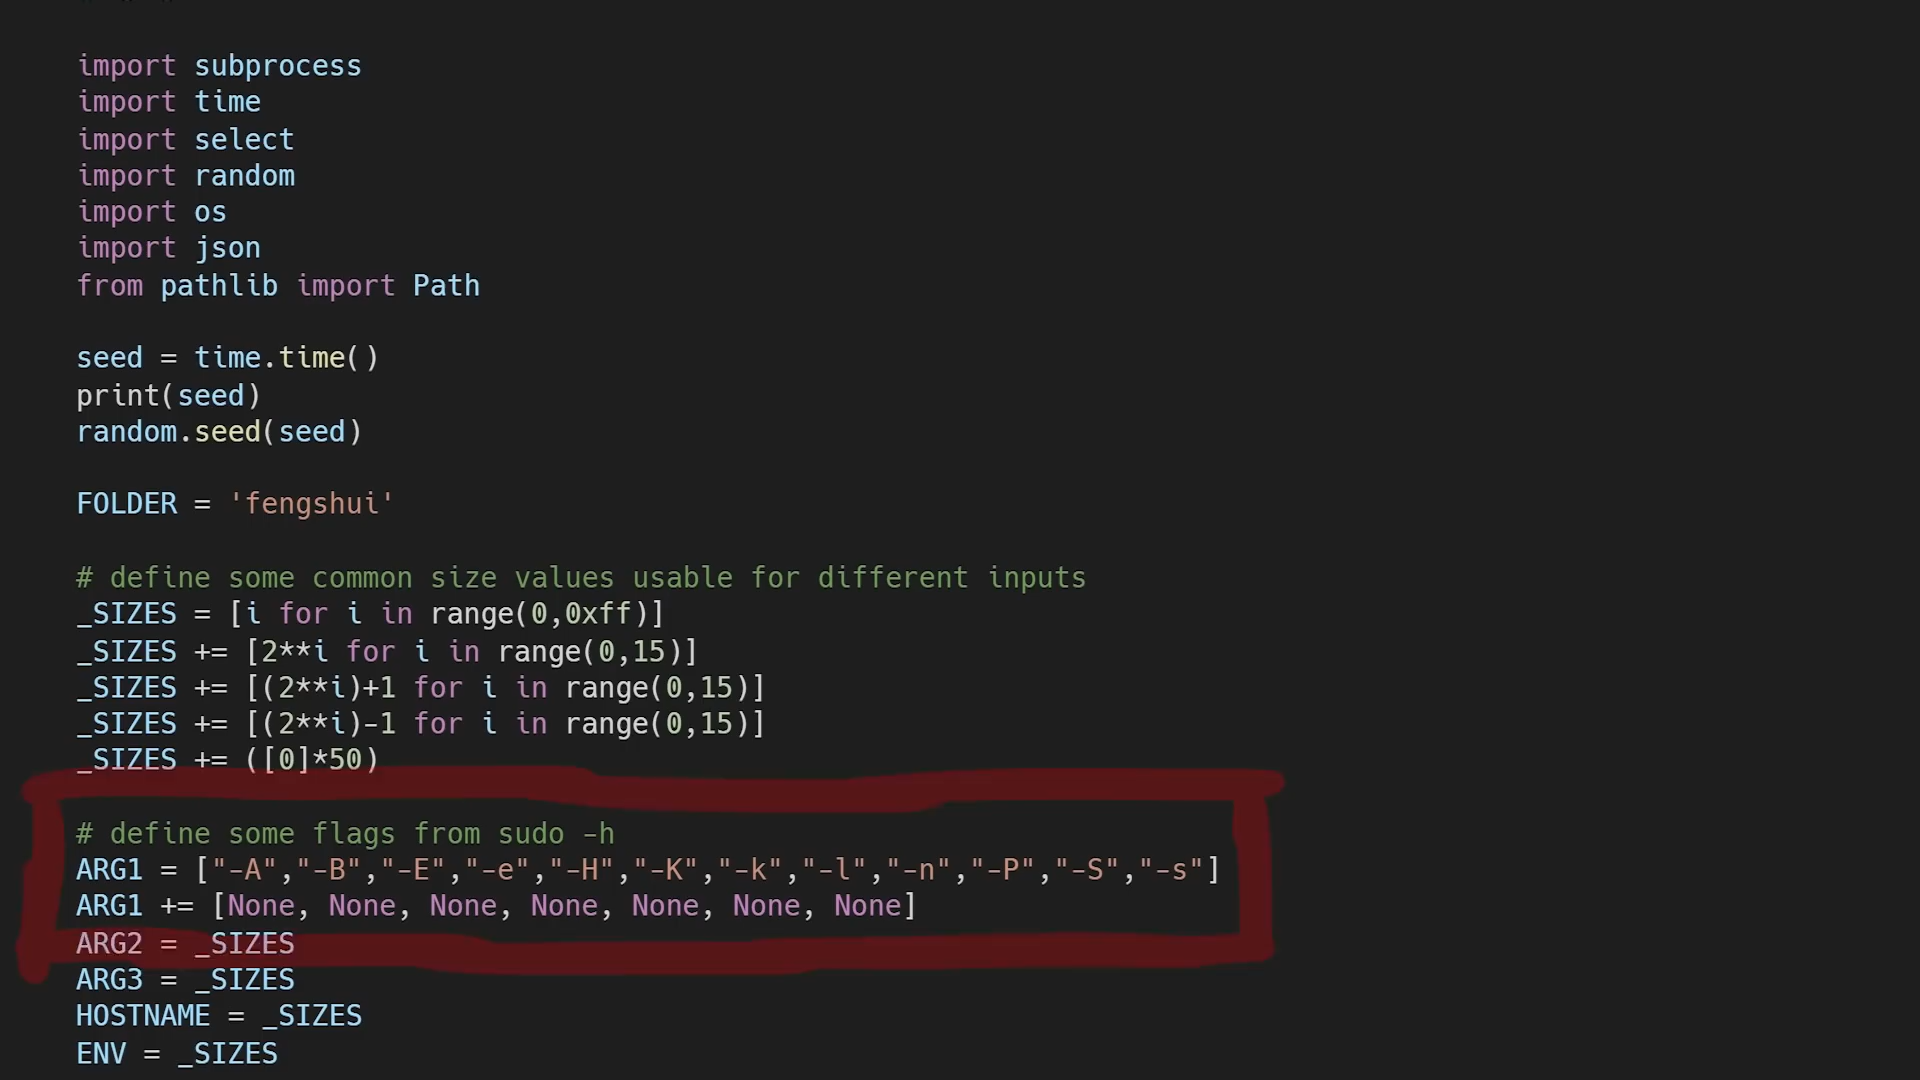 import subprocess
import time
import select
import random
import os
import json
from pathlib import Path
seed = time.time()
print(seed)
random.seed(seed)
FOLDER = 'fengshui'
# define some common size values usable for different inputs
_SIZES = [i for i in range(0,0xff)]
_SIZES += [2**i for i in range(0,15)]
_SIZES += [(2**i)+1 for i in range(0,15)]
_SIZES += [(2**i)-1 for i in range(0,15)]
_SIZES += ([0]*50)
# define some flags from sudo -h
ARG1 = ["-A","-B","-E","-e","-H","-K","-k","-l","-n","-P","-S","-s"]
ARG1 += [None, None, None, None, None, None, None]
ARG2 = _SIZES
ARG3 = _SIZES
HOSTNAME = _SIZES
ENV = _SIZES